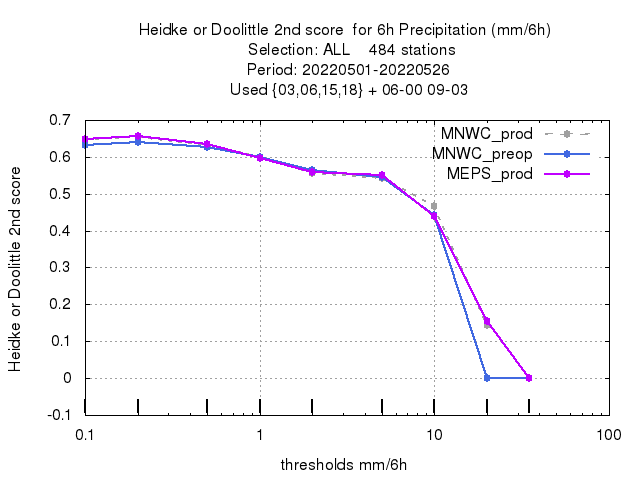 Heidke or Doolittle 2nd score  for 6h Precipitation (mm/6h)
Selection: ALL    484 stations
Period: 20220501-20220526
Used {03,06,15,18} + 06-00 09-03
MNWC_prod
MNWC_preop
MEPS_prod
Heidke or Doolittle 2nd score
0.7
0.6
0.5
0.4
0.3
0.2
0.1
0
-0.1
0.1 1 10 100
thresholds mm/6h